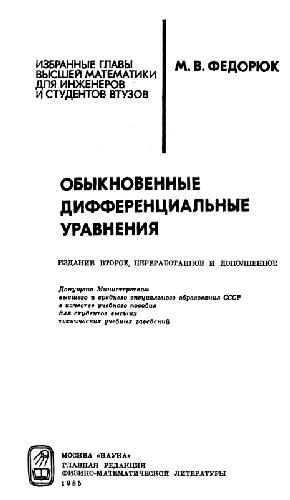 ИЗБРАННЫЕ ГЛАВЫ
ВЫСШЕЙ МАТЕМАТИКИ
ДЛЯ ИНЖЕНЕРОВ
И СТУДЕНТОВ ВТУЗОВ
М. В. ФЕДОРЮК
ОБЫКНОВЕННЫЕ
ДИФФЕРЕНЦИАЛЬНЫЕ
УРАВНЕНИЯ
ИЗДАНИЕ ВТОРОЕ, ПЕРЕРАБОТАННОЕ И ДОПОЛНЕННОЕ
Допущено Министерством
высшего и среднего специального образования СССР
в качестве учебного пособия
для студентов высших
технических учебных заведений
МОСКВА «НАУКА»
ГЛАВНАЯ РЕДАКЦИЯ
ФИЗИКО-МАТЕМАТИЧЕСКОЙ ЛИТЕРАТУРЫ
1985